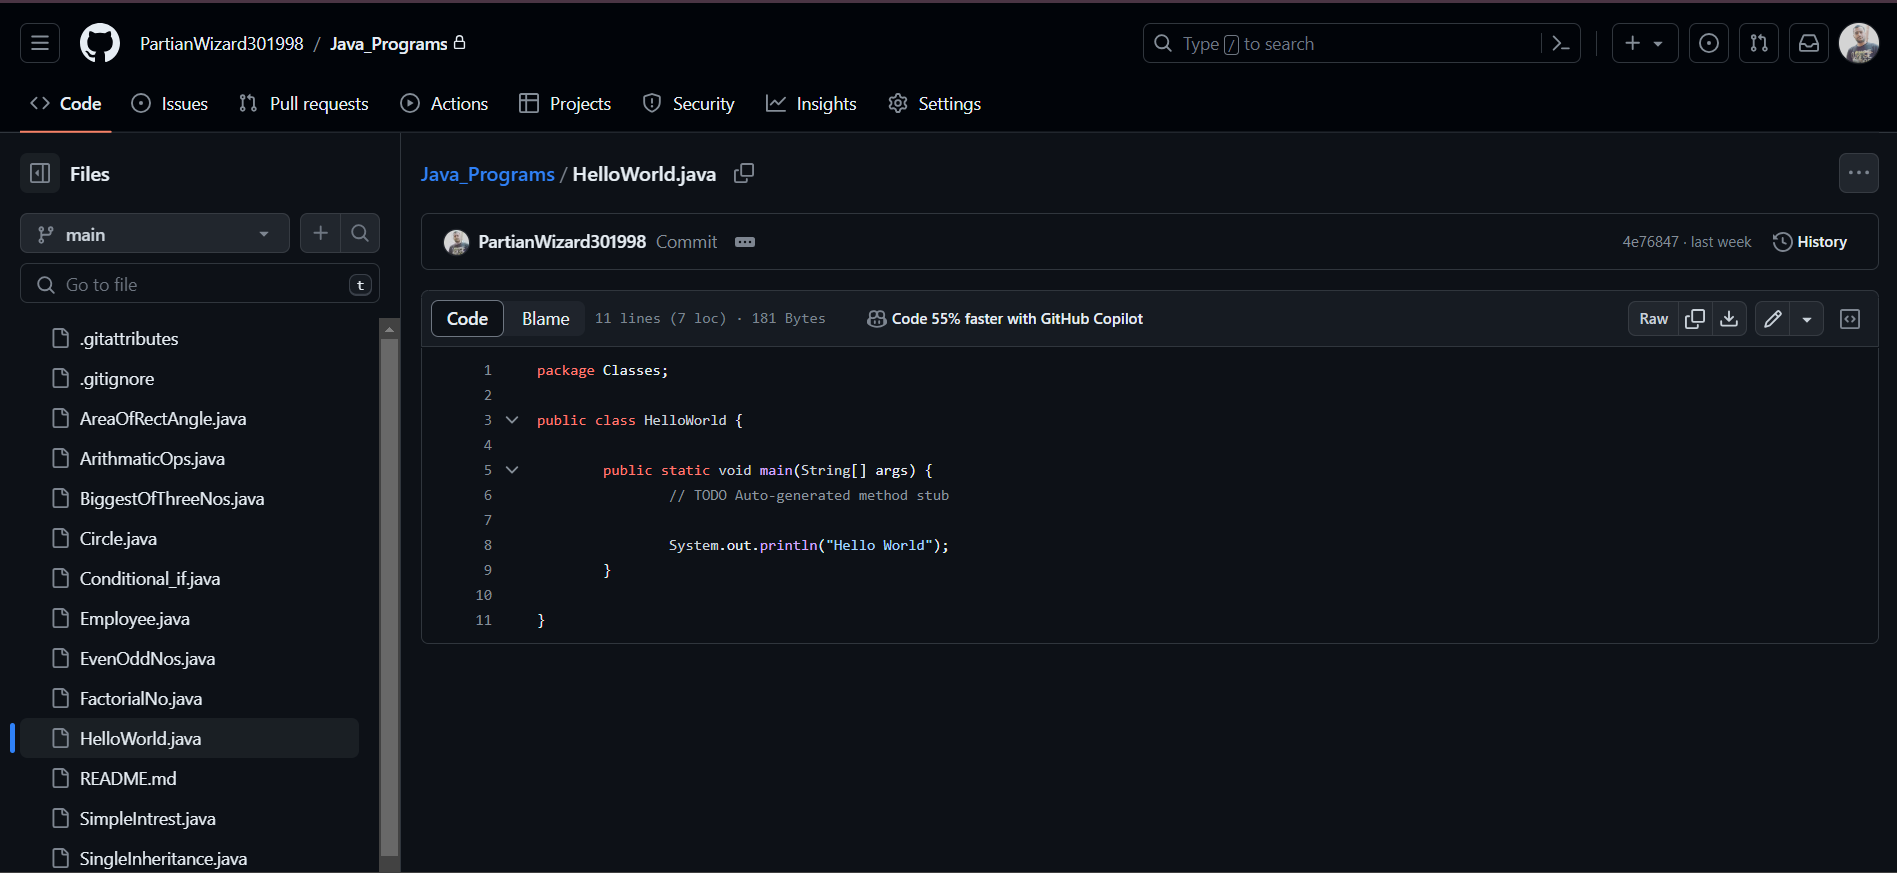 PartianWizard301998 / Java_Programs
Type / to search
Code Issues Pull requests Actions Projects Security Insights Settings
Files
main
Go to file t
.gitattributes
.gitignore
AreaOfRectAngle.java
ArithmaticOps.java
BiggestOfThreeNos.java
Circle.java
Conditional_if.java
Employee.java
EvenOddNos.java
FactorialNo.java
HelloWorld.java
README.md
SimpleIntrest.java
SingleInheritance.java
Java_Programs / HelloWorld.java
PartianWizard301998 Commit 4e76847 · last week History
Code Blame 11 lines (7 loc) · 181 Bytes Code 55% faster with GitHub Copilot Raw
1 package Classes;
2
3 public class HelloWorld {
4
5 public static void main(String[] args) {
6 // TODO Auto-generated method stub
7
8 System.out.println("Hello World");
9 }
10
11 }